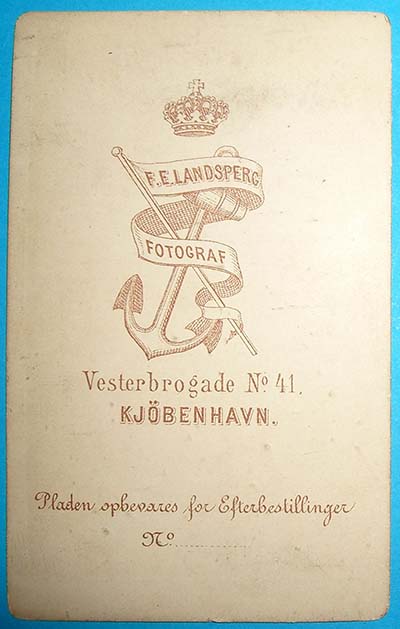 F.E. LANDSPERG
FOTOGRAF
Vesterbrogade No 41.
KJÖBENHAVN.
Pladen opbevares for Efterbestillinger
No..............